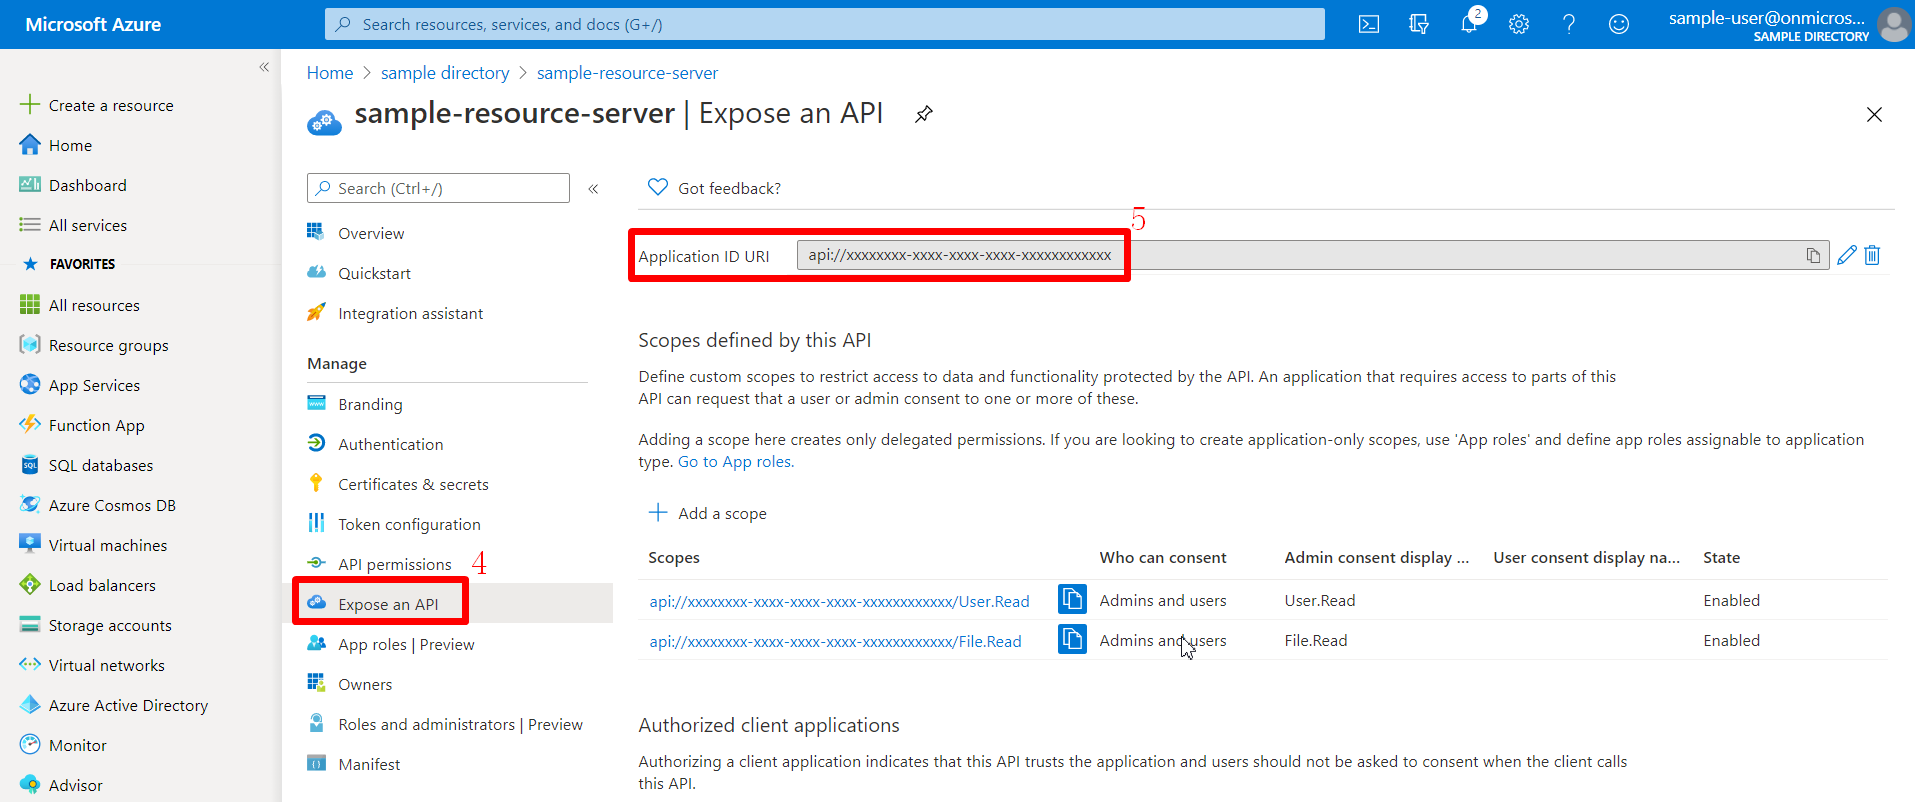 Microsoft Azure
Search resources, services, and docs (G+/)
2
sample-user@onmicros...
SAMPLE DIRECTORY
«
Create a resource
Home
Dashboard
All services
FAVORITES
All resources
Resource groups
App Services
Function App
SQL databases
Azure Cosmos DB
Virtual machines
Load balancers
Storage accounts
Virtual networks
Azure Active Directory
Monitor
Advisor
Home > sample directory > sample-resource-server
sample-resource-server | Expose an API
Search (Ctrl+/)
«
Overview
Quickstart
Integration assistant
Manage
Branding
Authentication
Certificates & secrets
Token configuration
API permissions
4
Expose an API
App roles | Preview
Owners
Roles and administrators | Preview
Manifest
Got feedback?
5
Application ID URI
api://xxxxxxxx-xxxx-xxxx-xxxx-xxxxxxxxxxxx
Scopes defined by this API
Define custom scopes to restrict access to data and functionality protected by the API. An application that requires access to parts of this
API can request that a user or admin consent to one or more of these.
Adding a scope here creates only delegated permissions. If you are looking to create application-only scopes, use 'App roles' and define app roles assignable to application
type. Go to App roles.
Add a scope
Scopes Who can consent Admin consent display ... User consent display na... State
api://xxxxxxxx-xxxx-xxxx-xxxx-xxxxxxxxxxxx/User.Read Admins and users User.Read Enabled
api://xxxxxxxx-xxxx-xxxx-xxxx-xxxxxxxxxxxx/File.Read Admins and users File.Read Enabled
Authorized client applications
Authorizing a client application indicates that this API trusts the application and users should not be asked to consent when the client calls
this API.